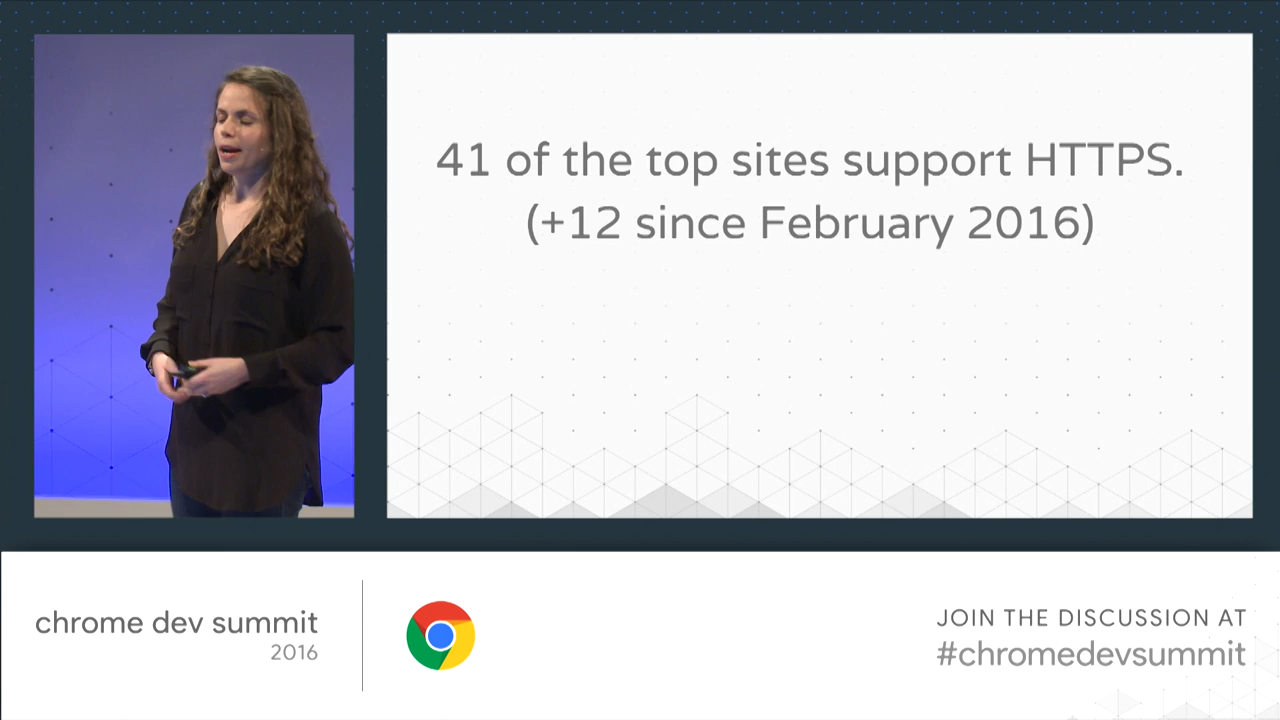 41 of the top sites support HTTPS.
(+12 since February 2016)
chrome dev summit
2016
JOIN THE DISCUSSION AT
#chromedevsummit